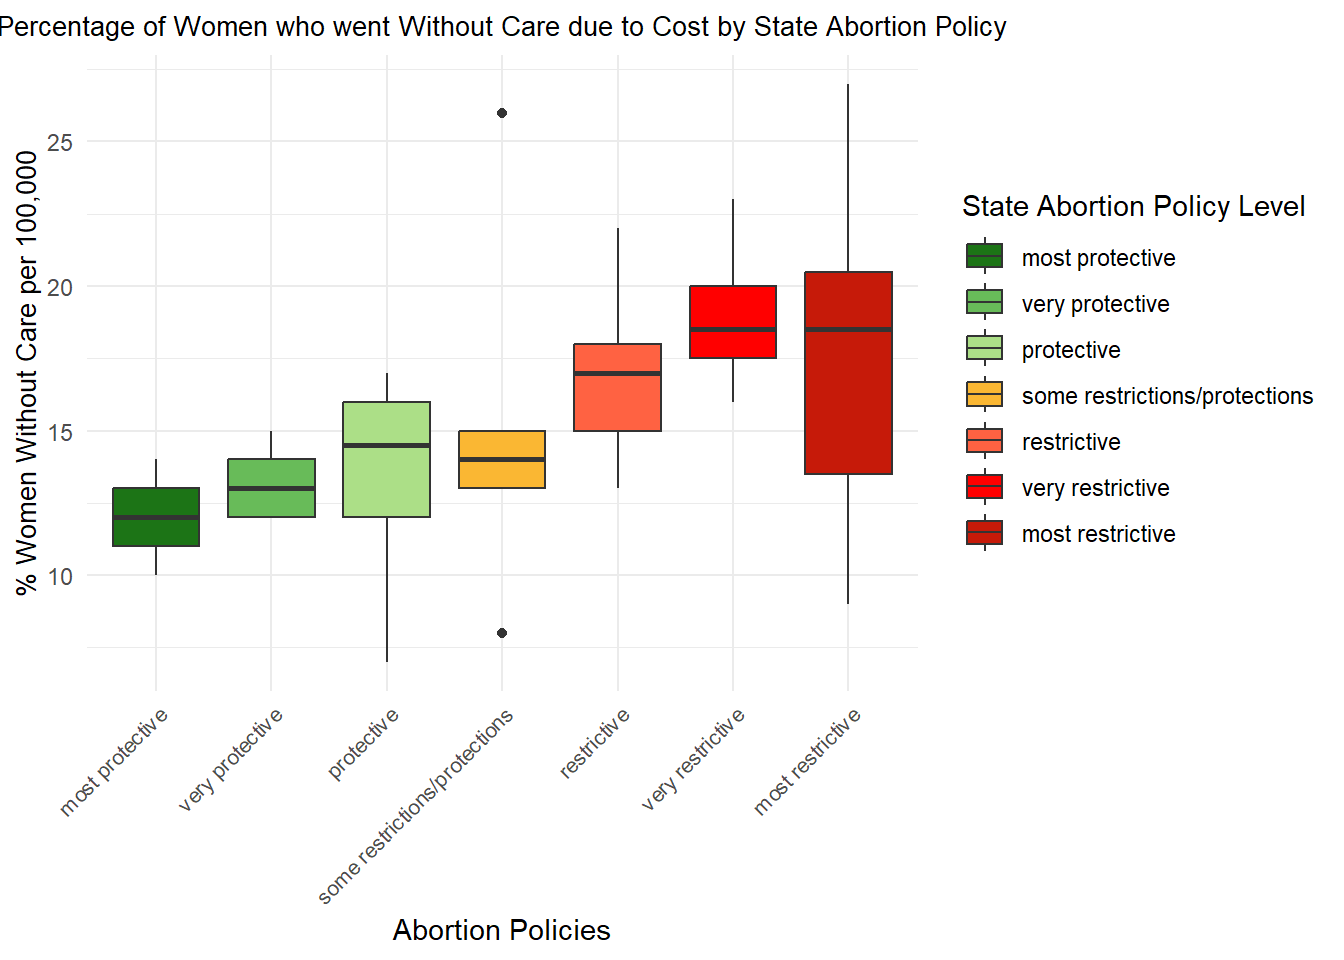 Percentage of Women who went Without Care due to Cost by State Abortion Policy
% Women Without Care per 100,000
25
20
15
10
most protective
very protective
protective
some restrictions/protections
restrictive
very restrictive
most restrictive
Abortion Policies
State Abortion Policy Level
most protective
very protective
protective
some restrictions/protections
restrictive
very restrictive
most restrictive